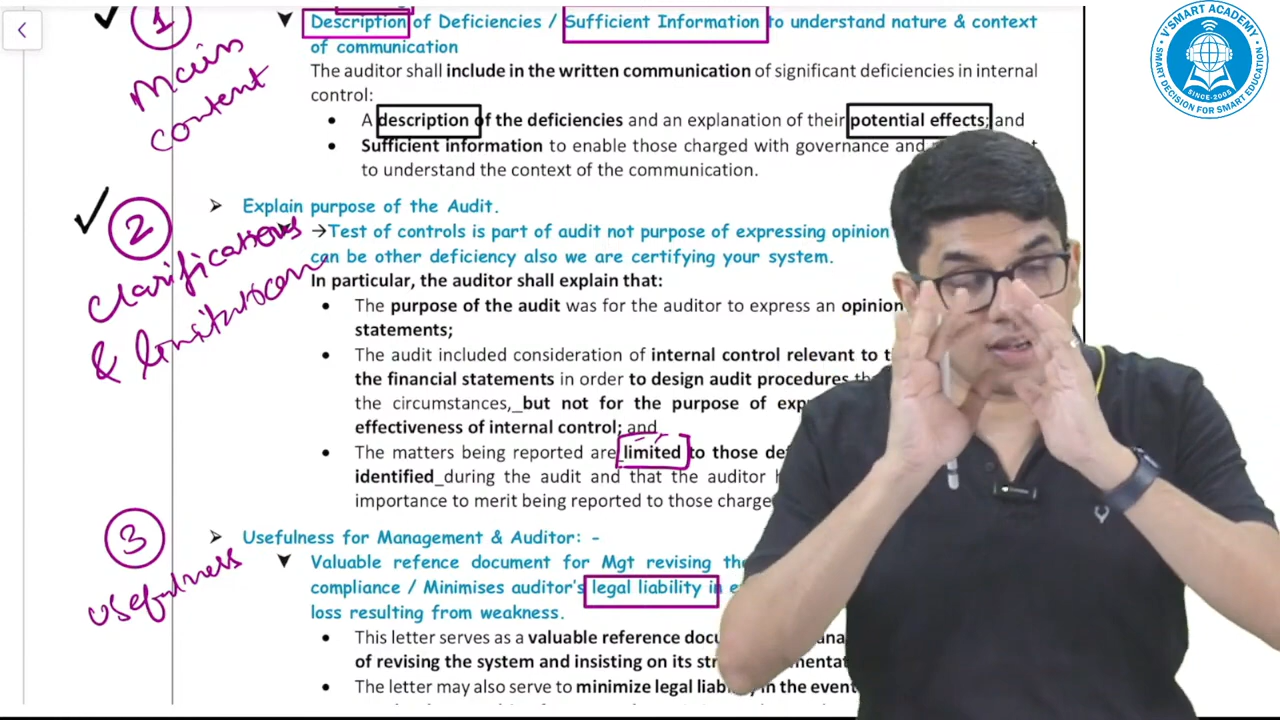 V'SMART ACADEMY
SMART DECISION FOR SMART EDUCATION
SINCE-2005
1
Main
content
Description of Deficiencies / Sufficient Information to understand nature & context
of communication
The auditor shall include in the written communication of significant deficiencies in internal
control:
• A description of the deficiencies and an explanation of their potential effects; and
• Sufficient information to enable those charged with governance and
to understand the context of the communication.
2
Clarifications
&
➢ Explain purpose of the Audit.
→Test of controls is part of audit not purpose of expressing opinion
can be other deficiency also we are certifying your system.
In particular, the auditor shall explain that:
• The purpose of the audit was for the auditor to express an opinion
statements;
• The audit included consideration of internal control relevant to
the financial statements in order to design audit procedures
the circumstances, but not for the purpose of
effectiveness of internal control; and
• The matters being reported are limited to those
identified during the audit and that the auditor
importance to merit being reported to those
3
usefulness
➢ Usefulness for Management & Auditor: -
Valuable refence document for Mgt revising
compliance / Minimises auditor's legal liability in
loss resulting from weakness.
• This letter serves as a valuable reference
of revising the system and insisting on its
• The letter may also serve to minimize legal in the event